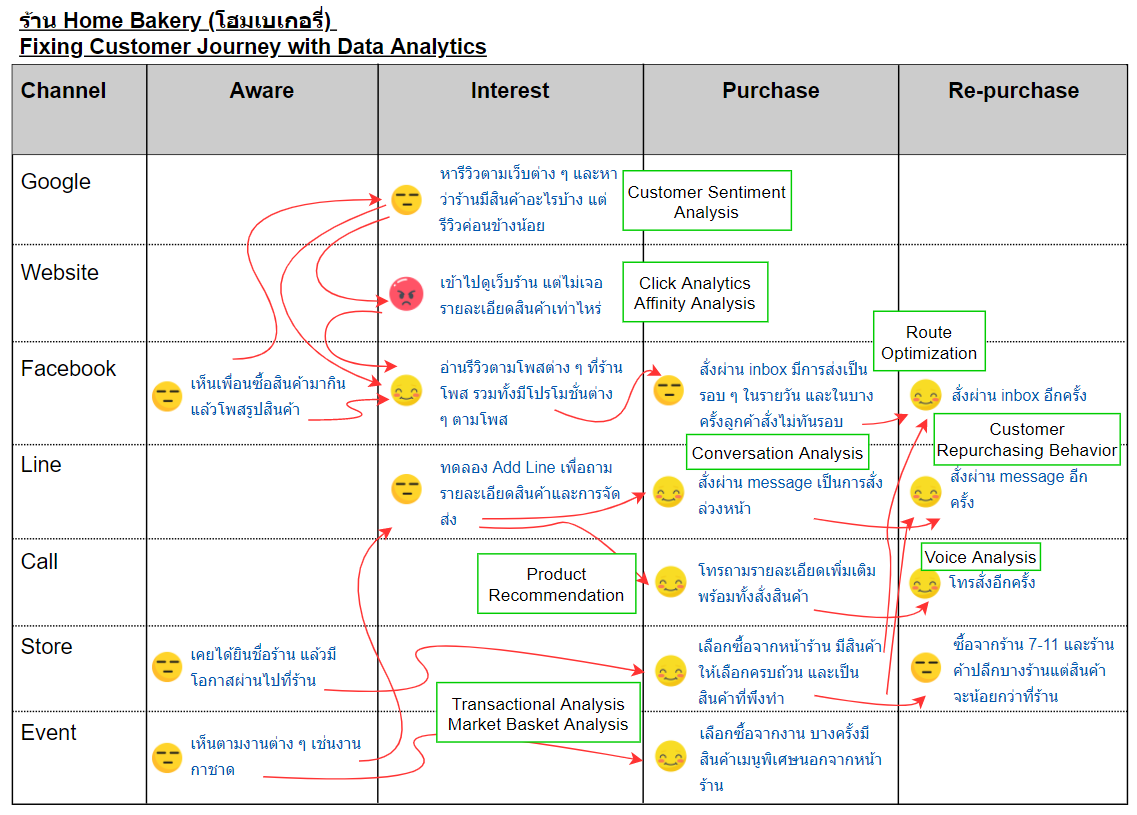 ร้าน Home Bakery (โฮมเบเกอรี่)
Fixing Customer Journey with Data Analytics
Channel
Aware
Interest
Purchase
Re-purchase
Google
หารีวิวตามเว็บต่าง ๆ และหา
ว่าร้านมีสินค้าอะไรบ้าง แต่
รีวิวค่อนข้างน้อย
Customer Sentiment
Analysis
Website
เข้าไปดูเว็บร้าน แต่ไม่เจอ
รายละเอียดสินค้าเท่าไหร่
Click Analytics
Affinity Analysis
Route
Optimization
Facebook
เห็นเพื่อนซื้อสินค้ามากิน
แล้วโพสรูปสินค้า
อ่านรีวิวตามโพสต่าง ๆ ที่ร้าน
โพส รวมทั้งมีโปรโมชั่นต่าง
ๆ ตามโพส
สั่งผ่าน inbox มีการส่งเป็น
รอบ ๆ ในรายวัน และในบาง
ครั้งลูกค้าสั่งไม่ทันรอบ
สั่งผ่าน inbox อีกครั้ง
Customer
Repurchasing Behavior
Conversation Analysis
Line
ทดลอง Add Line เพื่อถาม
รายละเอียดสินค้าและการจัด
ส่ง
สั่งผ่าน message เป็นการสั่ง
ล่วงหน้า
สั่งผ่าน message อีก
ครั้ง
Call
Product
Recommendation
โทรถามรายละเอียดเพิ่มเติม
พร้อมทั้งสั่งสินค้า
Voice Analysis
โทรสั่งอีกครั้ง
Store
เคยได้ยินชื่อร้าน แล้วมี
โอกาสผ่านไปที่ร้าน
เลือกซื้อจากหน้าร้าน มีสินค้า
ให้เลือกครบถ้วน และเป็น
สินค้าที่พึ่งทำ
ซื้อจากร้าน 7-11 และร้าน
ค้าปลีกบางร้านแต่สินค้า
จะน้อยกว่าที่ร้าน
Transactional Analysis
Market Basket Analysis
Event
เห็นตามงานต่าง ๆ เช่นงาน
กาชาด
เลือกซื้อจากงาน บางครั้งมี
สินค้าเมนูพิเศษนอกจากหน้า
ร้าน